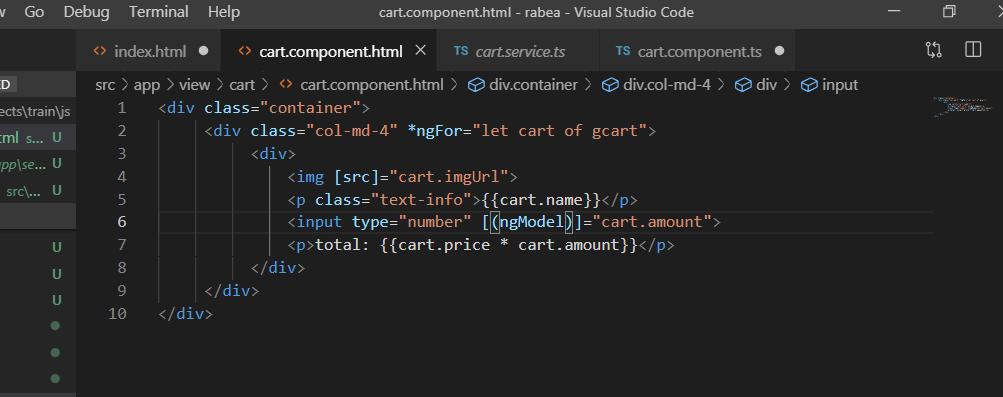 Go Debug Terminal Help cart.component.html - rabea - Visual Studio Code
<> index.html ● <> cart.component.html × TS cart.service.ts TS cart.component.ts ●
src > app > view > cart > <> cart.component.html > div.container > div.col-md-4 > div > input
ects\train\js
tml s... U
app\se... U
src\... U
U
U
U
1 <div class="container">
2 <div class="col-md-4" *ngFor="let cart of gcart">
3 <div>
4 <img [src]="cart.imgUrl">
5 <p class="text-info">{{cart.name}}</p>
6 <input type="number" [(ngModel)]="cart.amount">
7 <p>total: {{cart.price * cart.amount}}</p>
8 </div>
9 </div>
10 </div>